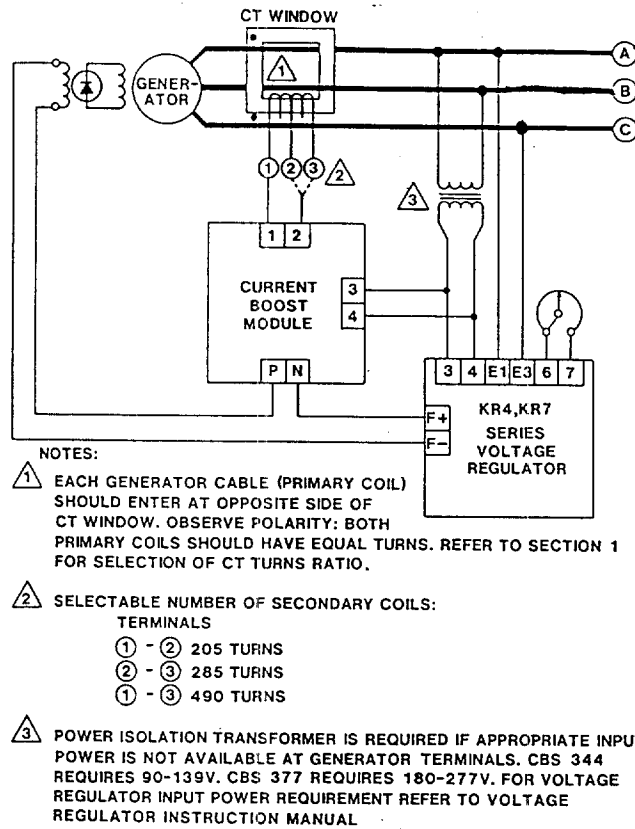 CT WINDOW
1
A
GENER-
ATOR
B
C
1 2 3
2
3
1 2
CURRENT
BOOST
MODULE
3
4
P N
3 4 E1 E3 6 7
F+
F-
KR4,KR7
SERIES
VOLTAGE
REGULATOR
NOTES:
1 EACH GENERATOR CABLE (PRIMARY COIL)
SHOULD ENTER AT OPPOSITE SIDE OF
CT WINDOW. OBSERVE POLARITY: BOTH
PRIMARY COILS SHOULD HAVE EQUAL TURNS. REFER TO SECTION 1
FOR SELECTION OF CT TURNS RATIO.
2 SELECTABLE NUMBER OF SECONDARY COILS:
TERMINALS
1 - 2 205 TURNS
2 - 3 285 TURNS
1 - 3 490 TURNS
3 POWER ISOLATION TRANSFORMER IS REQUIRED IF APPROPRIATE INPU
POWER IS NOT AVAILABLE AT GENERATOR TERMINALS. CBS 344
REQUIRES 90-139V. CBS 377 REQUIRES 180-277V. FOR VOLTAGE
REGULATOR INPUT POWER REQUIREMENT REFER TO VOLTAGE
REGULATOR INSTRUCTION MANUAL